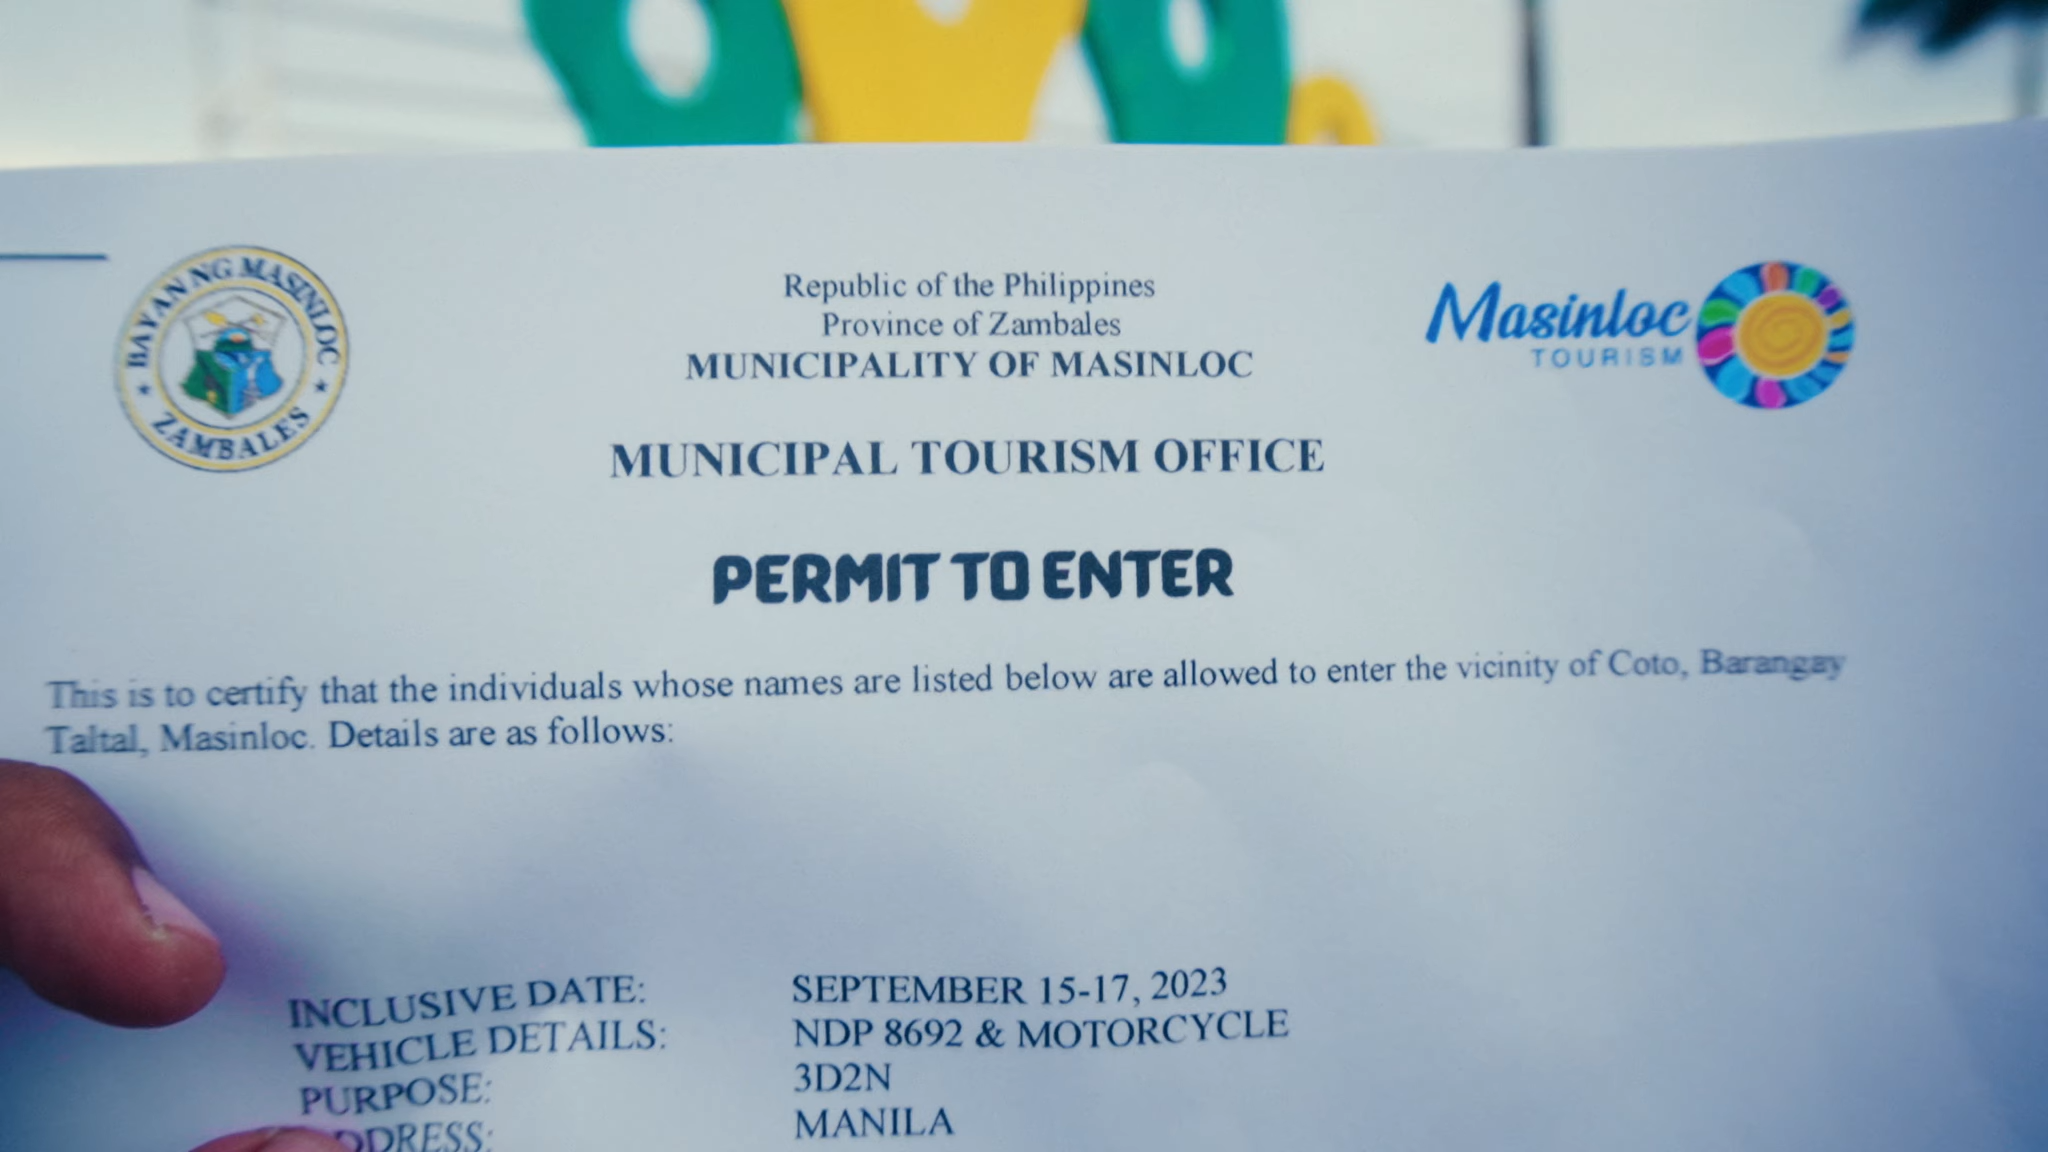 BAYAN NG MASINLOC
ZAMBALES
Republic of the Philippines
Province of Zambales
MUNICIPALITY OF MASINLOC
Masinloc
TOURISM
MUNICIPAL TOURISM OFFICE
PERMIT TO ENTER
This is to certify that the individuals whose names are listed below are allowed to enter the vicinity of Coto, Barangay
Taltal, Masinloc. Details are as follows:
INCLUSIVE DATE: SEPTEMBER 15-17, 2023
VEHICLE DETAILS: NDP 8692 & MOTORCYCLE
PURPOSE: 3D2N
DDRESS: MANILA